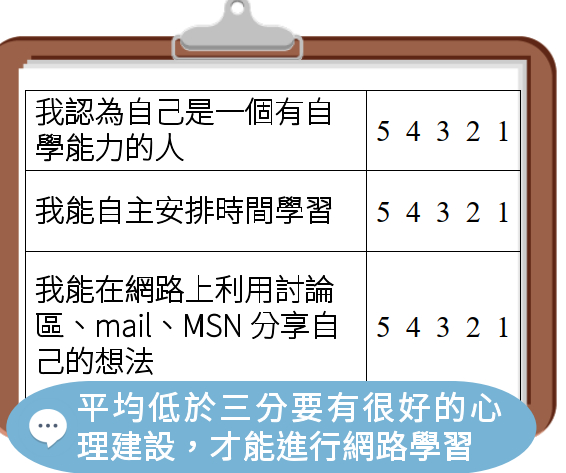 我認為自己是一個有自
學能力的人
5 4 3 2 1
我能自主安排時間學習
5 4 3 2 1
我能在網路上利用討論
區、mail、MSN 分享自
己的想法
5 4 3 2 1
平均低於三分要有很好的心
理建設，才能進行網路學習